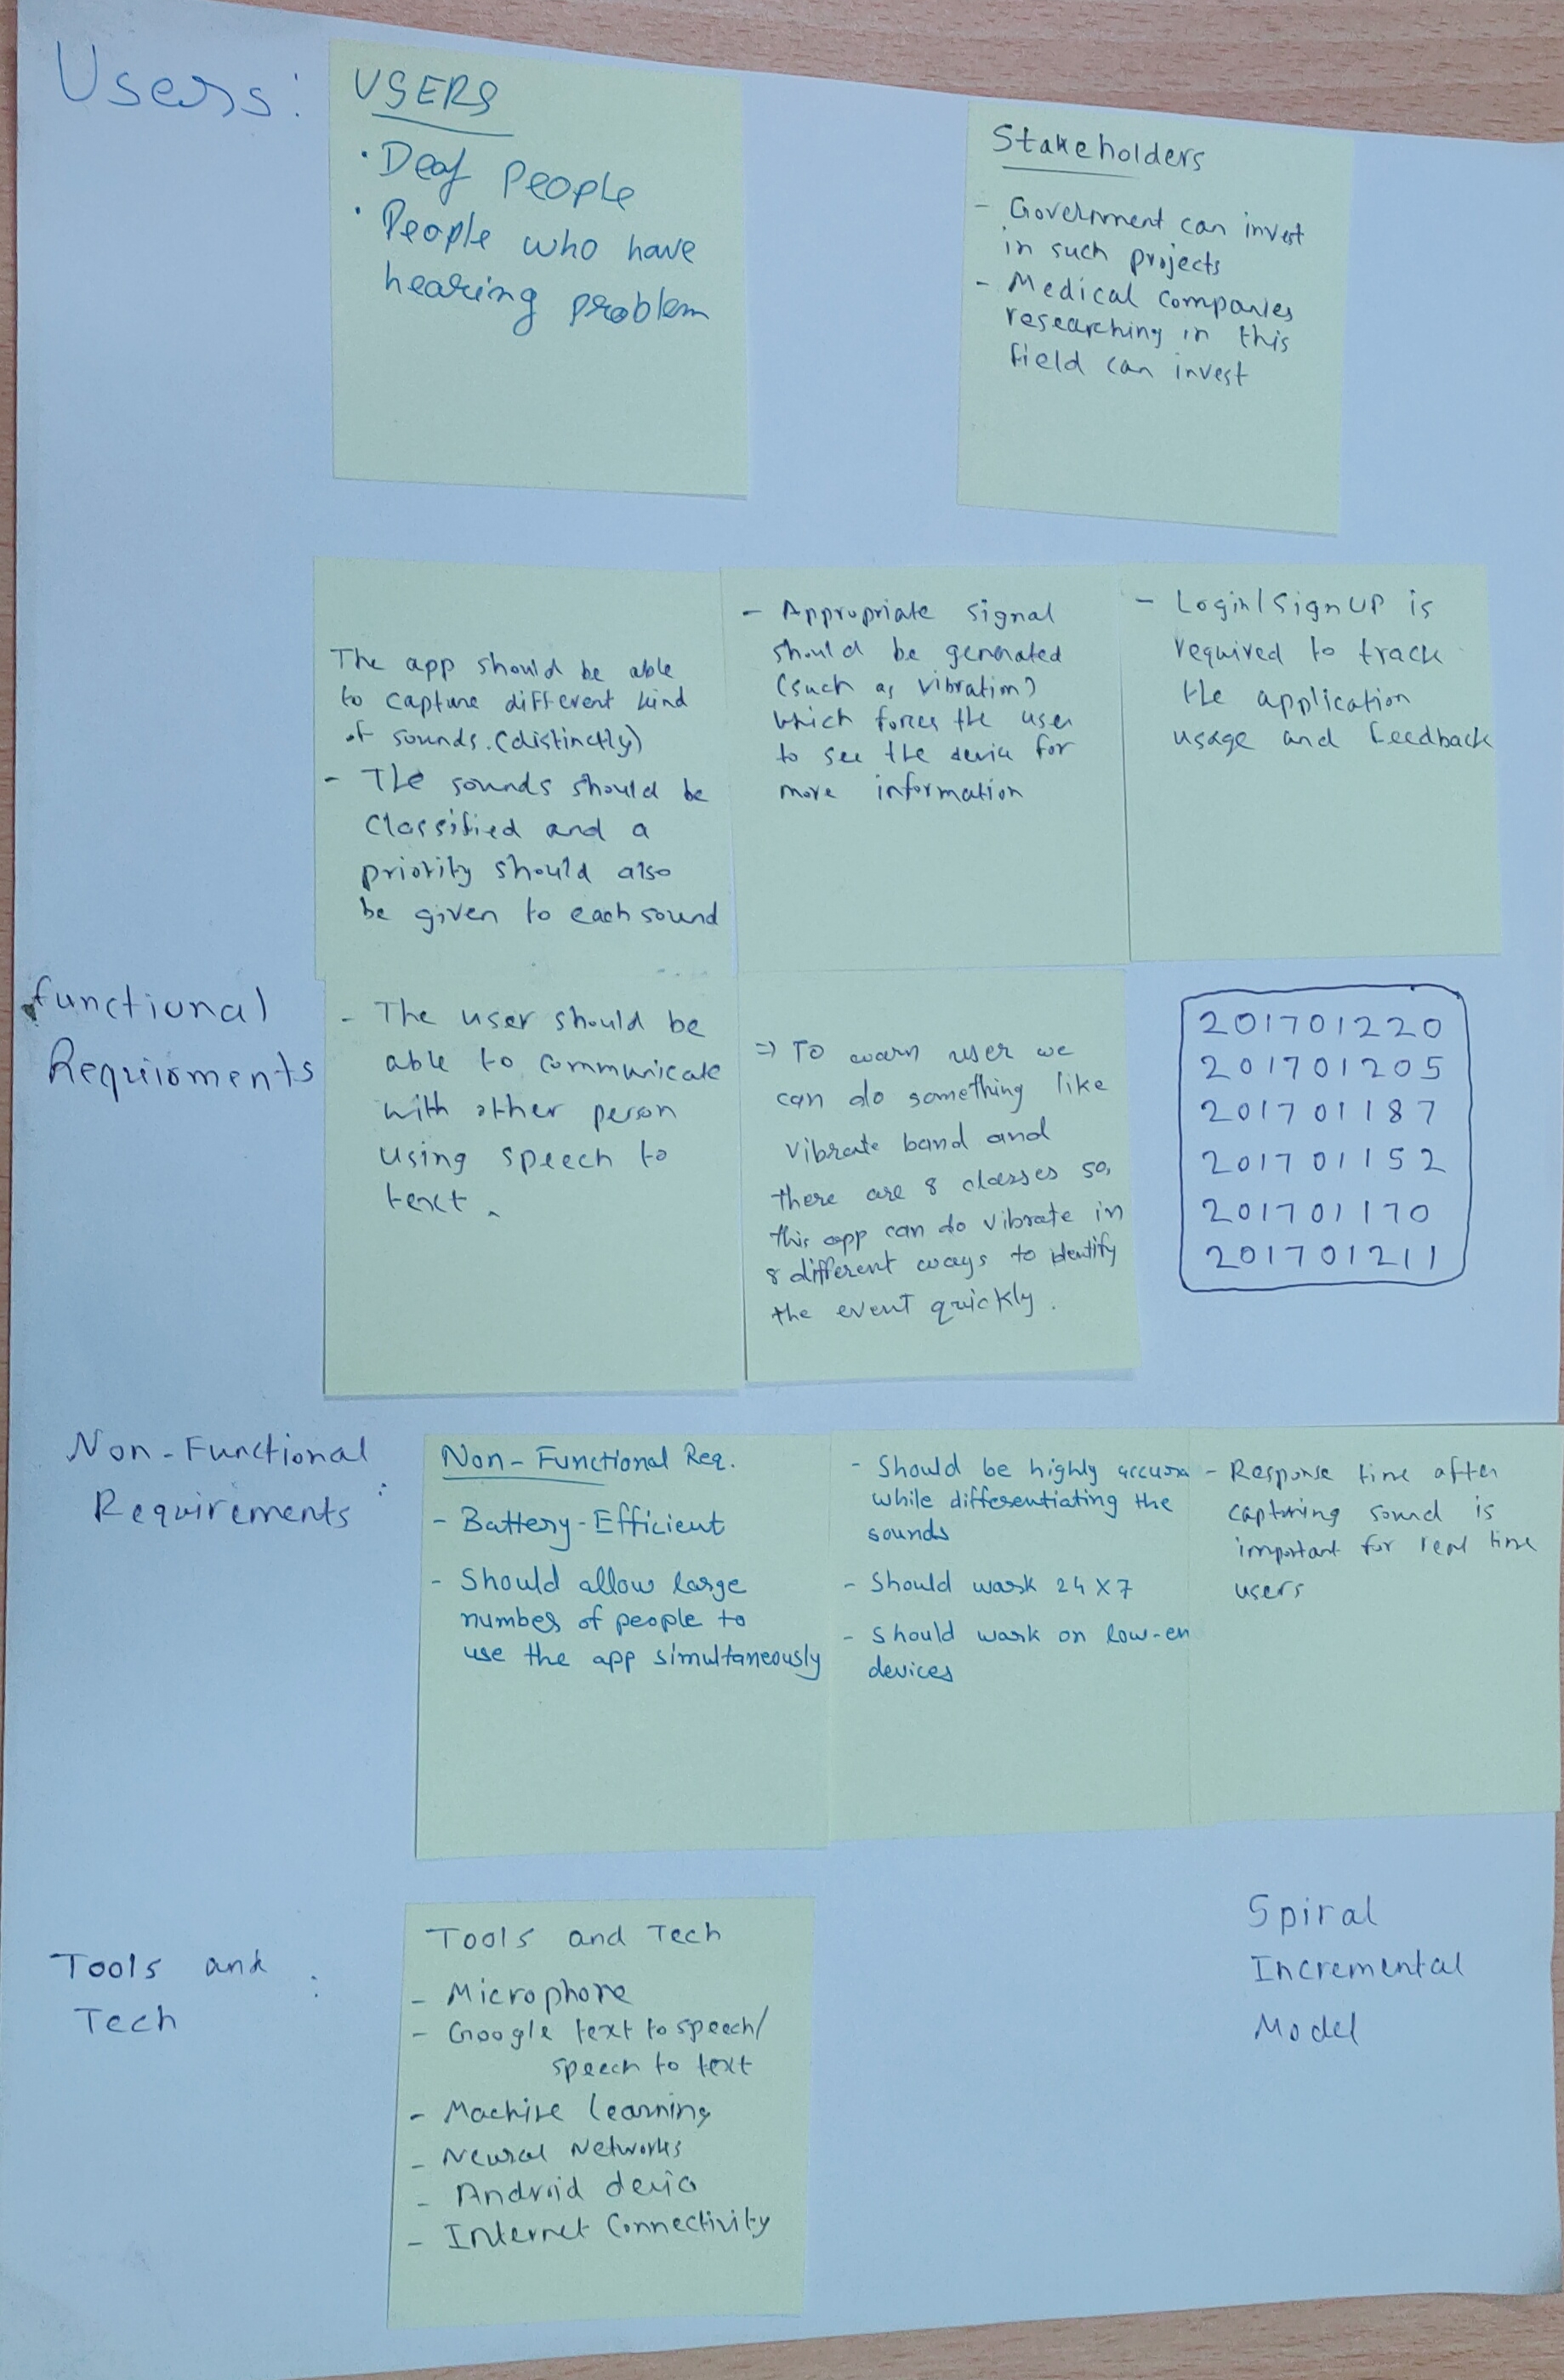 Users:
USERS
· Deaf People
· People who have
hearing problem
Stakeholders
- Government can invest
in such projects
- Medical companies
researching in this
field can invest
The app should be able
to capture different kind
of sounds. (distinctly)
- The sounds should be
classified and a
priority should also
be given to each sound
- Appropriate signal
should be generated
(such as vibration)
which forces the user
to see the device for
more information
- Login/SignUP is
required to track
the application
usage and feedback
functional
Requirements
- The user should be
able to communicate
with other person
using speech to
text.
⇒ To warn user we
can do something like
vibrate band and
there are 8 classes so,
this app can do vibrate in
8 different ways to identify
the event quickly.
201701220
201701205
201701187
201701152
201701170
201701211
Non-Functional
Requirements :
Non-Functional Req.
- Battery-Efficient
- Should allow large
number of people to
use the app simultaneously
- Should be highly accura
while differentiating the
sounds
- Should work 24x7
- Should work on low-en
devices
- Response time after
capturing sound is
important for real time
users
Tools and :
Tech
Tools and Tech
- Microphone
- Google text to speech/
speech to text
- Machine learning
- Neural Networks
- Android device
- Internet Connectivity
Spiral
Incremental
Model